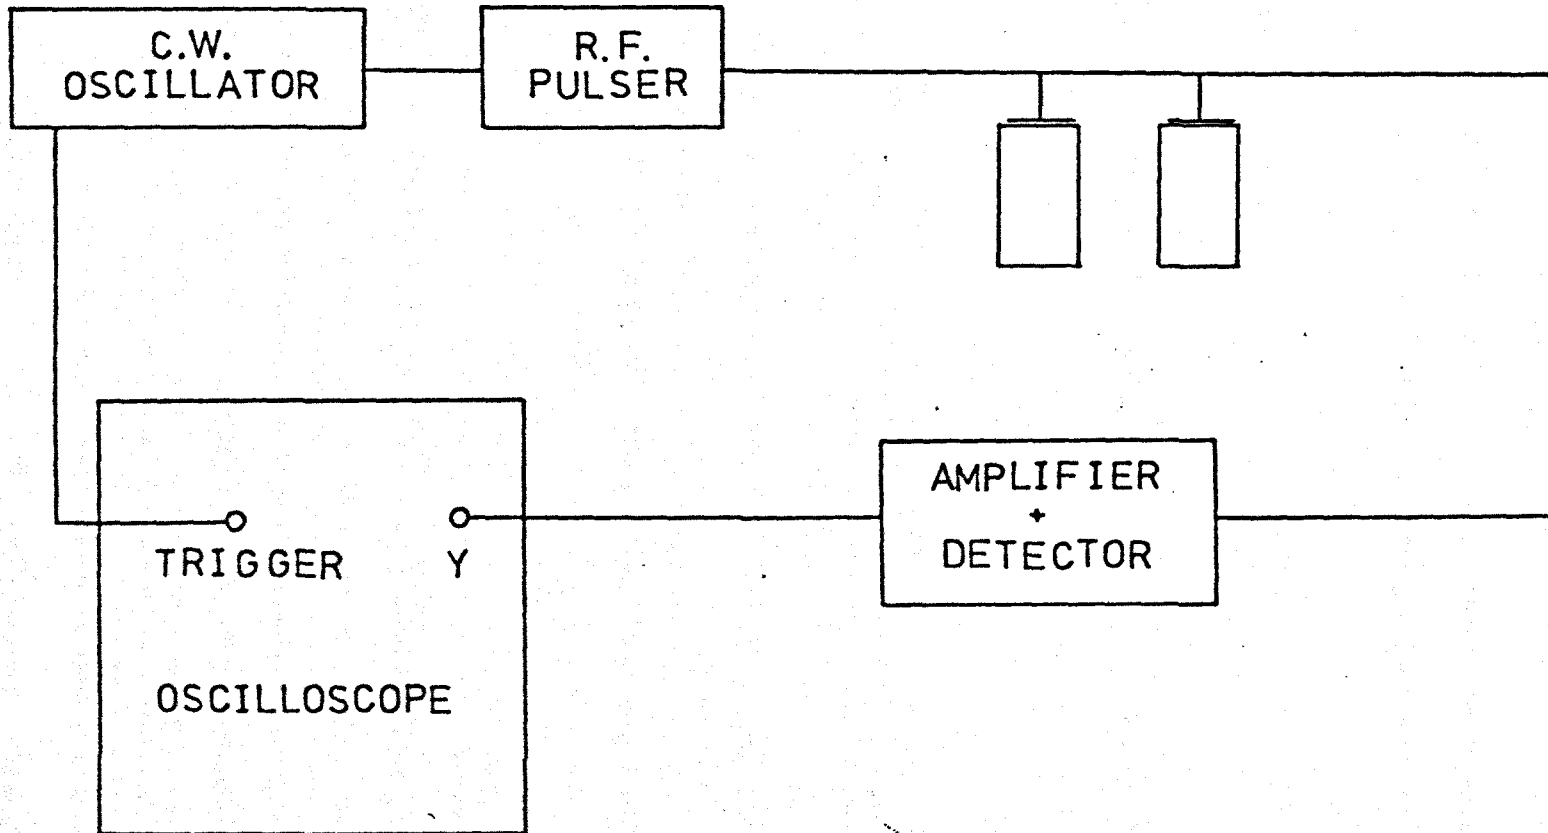 C.W.
OSCILLATOR
R.F.
PULSER
AMPLIFIER
+
DETECTOR
TRIGGER
Y
OSCILLOSCOPE